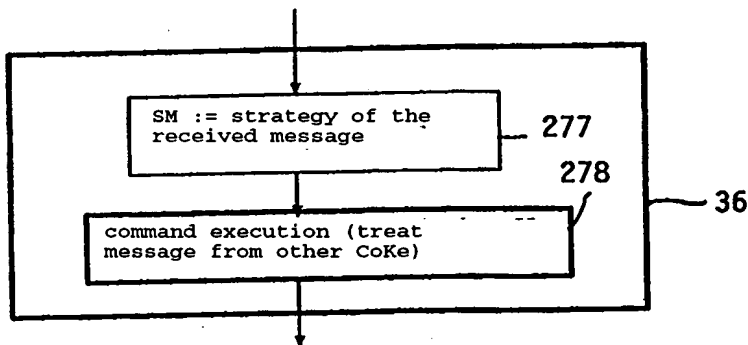 SM := strategy of the
received message
277
278
command execution (treat
message from other CoKe)
36